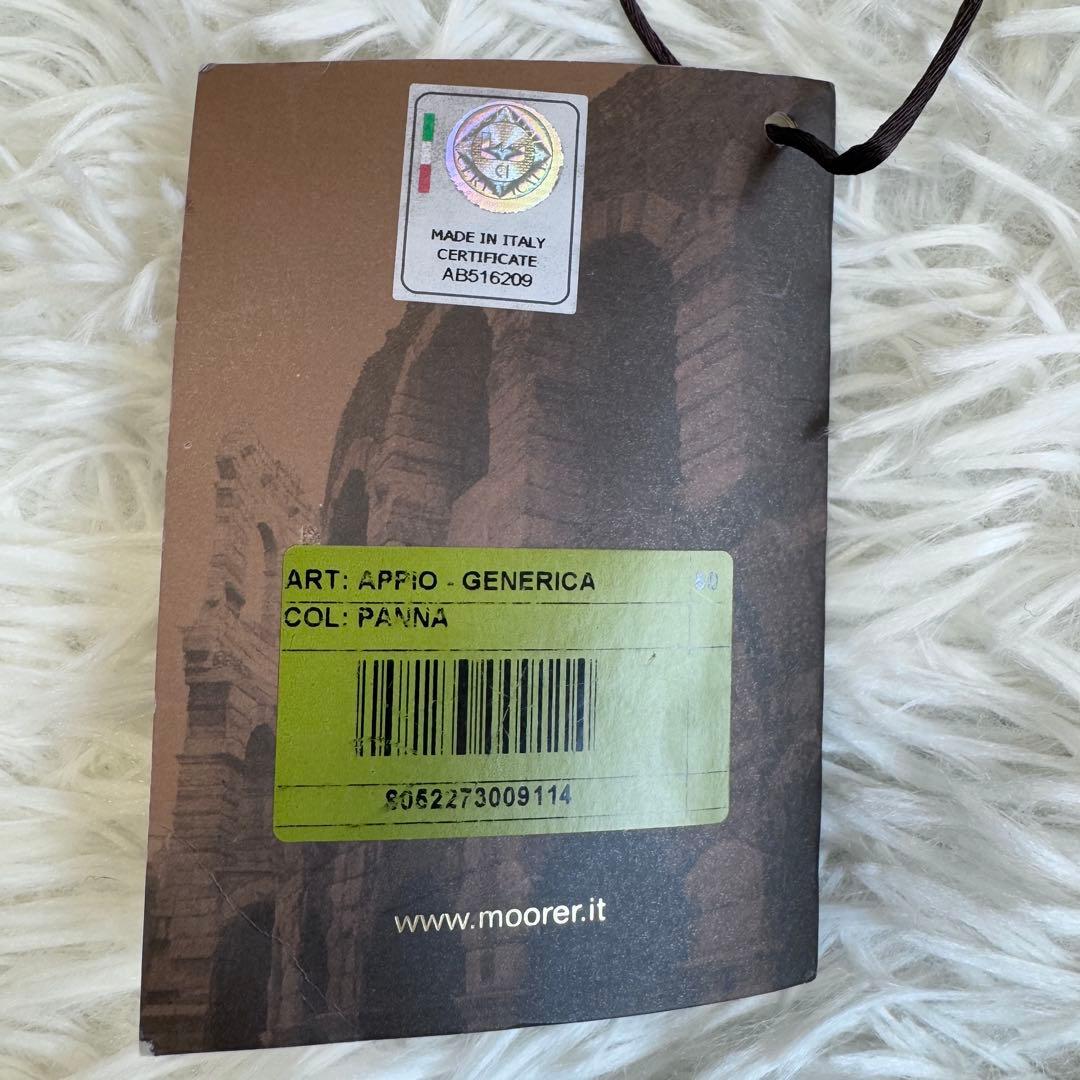 MADE IN ITALY
CERTIFICATE
AB516209
ART: APPIO - GENERICA
COL: PANNA
8052273009114
www.moorer.it